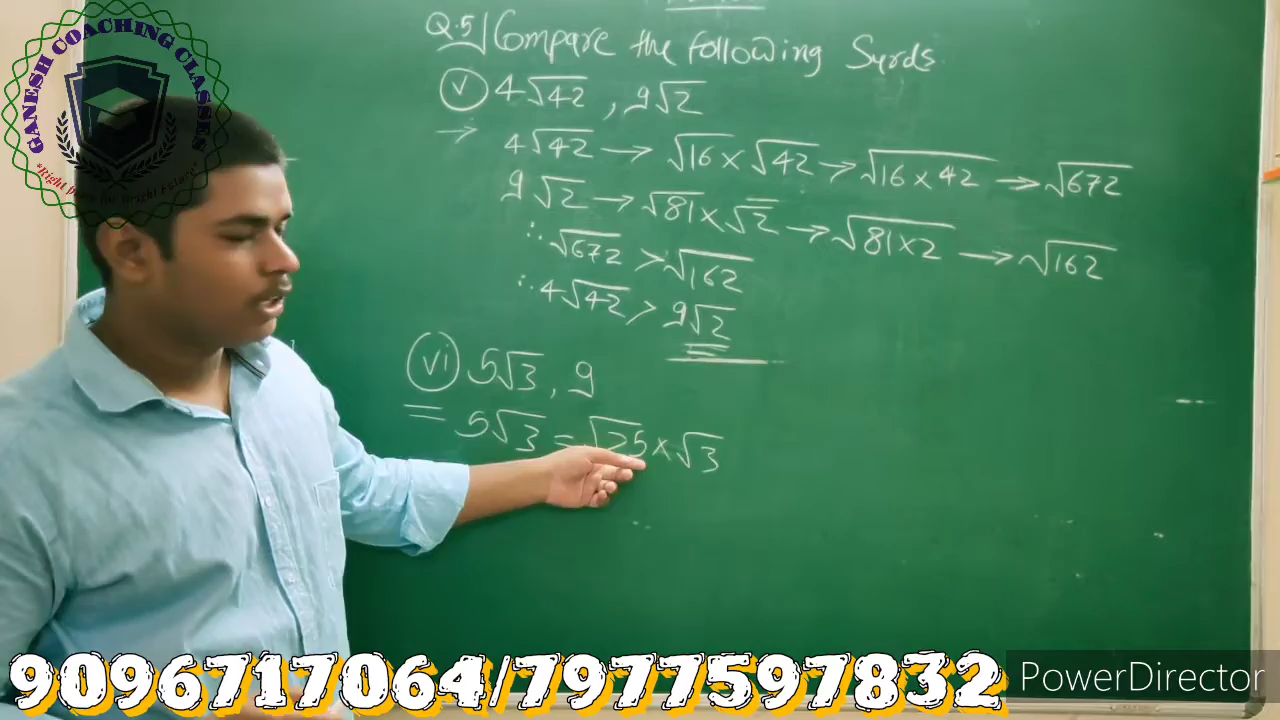 GANESH COACHING CLASSES
Q.5 Compare the following Surds
v 4√42 , 9√2
→ 4√42 → √16 × √42 → √16 × 42 → √672
9√2 → √81 × √2 → √81 × 2 → √162
∴ √672 > √162
∴ 4√42 > 9√2
vi 5√3 , 9
= 5√3 = √25 × √3
9096717064/7977597832
PowerDirector